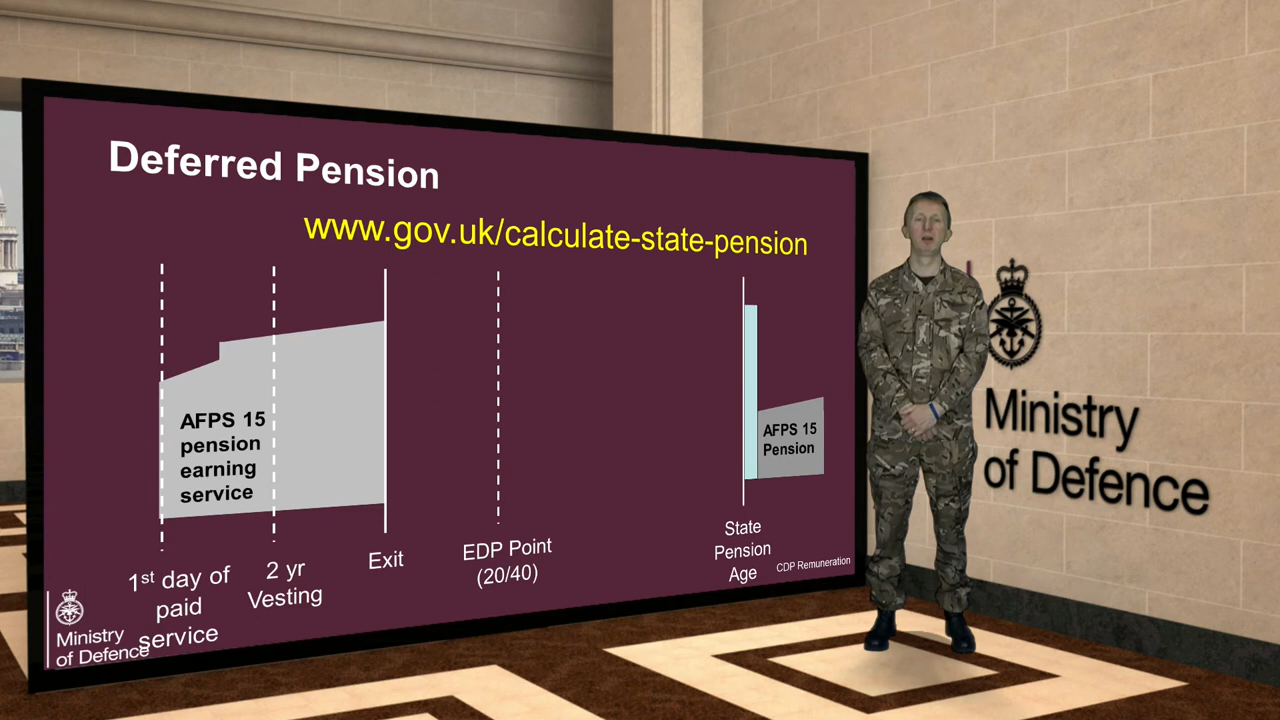 Deferred Pension
www.gov.uk/calculate-state-pension
AFPS 15
pension
earning
service
AFPS 15
Pension
1st day of
paid
service
2 yr
Vesting
Exit
EDP Point
(20/40)
State
Pension
Age
CDP Remuneration
Ministry
of Defence
Ministry
of Defence